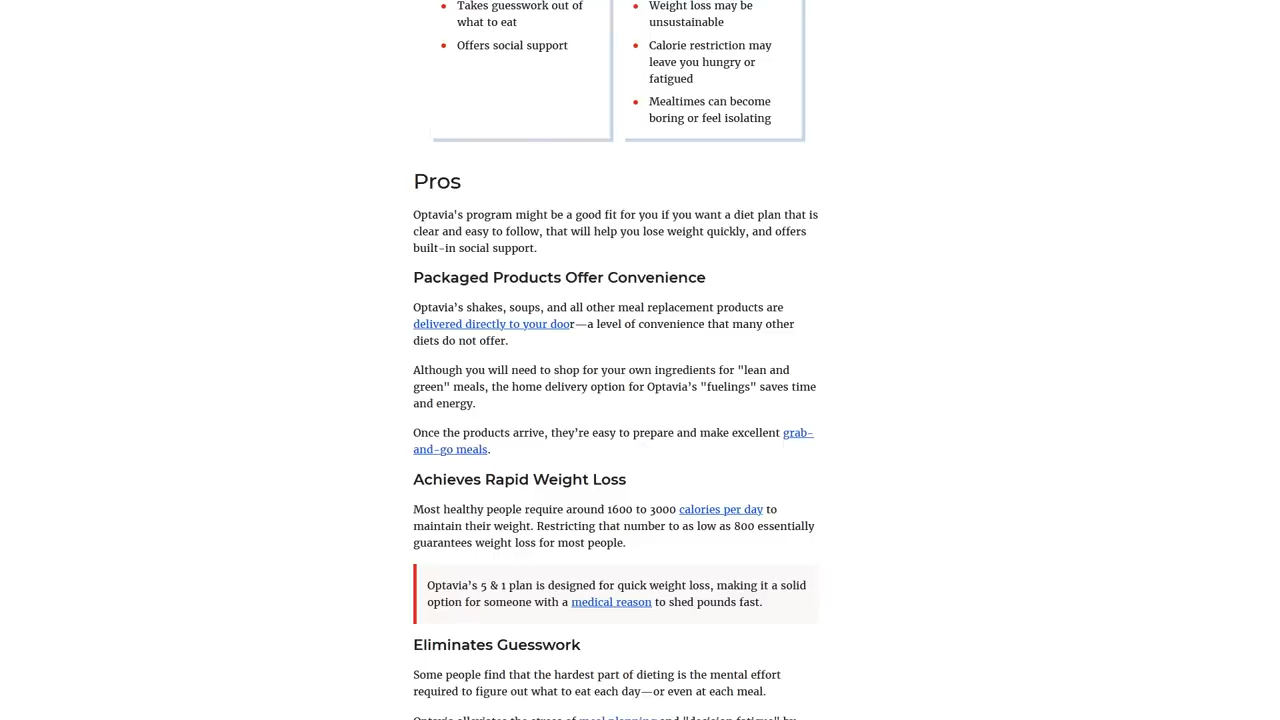 Takes guesswork out of
what to eat
Offers social support
Weight loss may be
unsustainable
Calorie restriction may
leave you hungry or
fatigued
Mealtimes can become
boring or feel isolating
Pros
Optavia's program might be a good fit for you if you want a diet plan that is
clear and easy to follow, that will help you lose weight quickly, and offers
built-in social support.
Packaged Products Offer Convenience
Optavia’s shakes, soups, and all other meal replacement products are
delivered directly to your door—a level of convenience that many other
diets do not offer.
Although you will need to shop for your own ingredients for "lean and
green" meals, the home delivery option for Optavia’s "fuelings" saves time
and energy.
Once the products arrive, they’re easy to prepare and make excellent grab-
and-go meals.
Achieves Rapid Weight Loss
Most healthy people require around 1600 to 3000 calories per day to
maintain their weight. Restricting that number to as low as 800 essentially
guarantees weight loss for most people.
Optavia’s 5 & 1 plan is designed for quick weight loss, making it a solid
option for someone with a medical reason to shed pounds fast.
Eliminates Guesswork
Some people find that the hardest part of dieting is the mental effort
required to figure out what to eat each day—or even at each meal.
Optavia alleviates the stress of meal planning and "decision fatigue" by